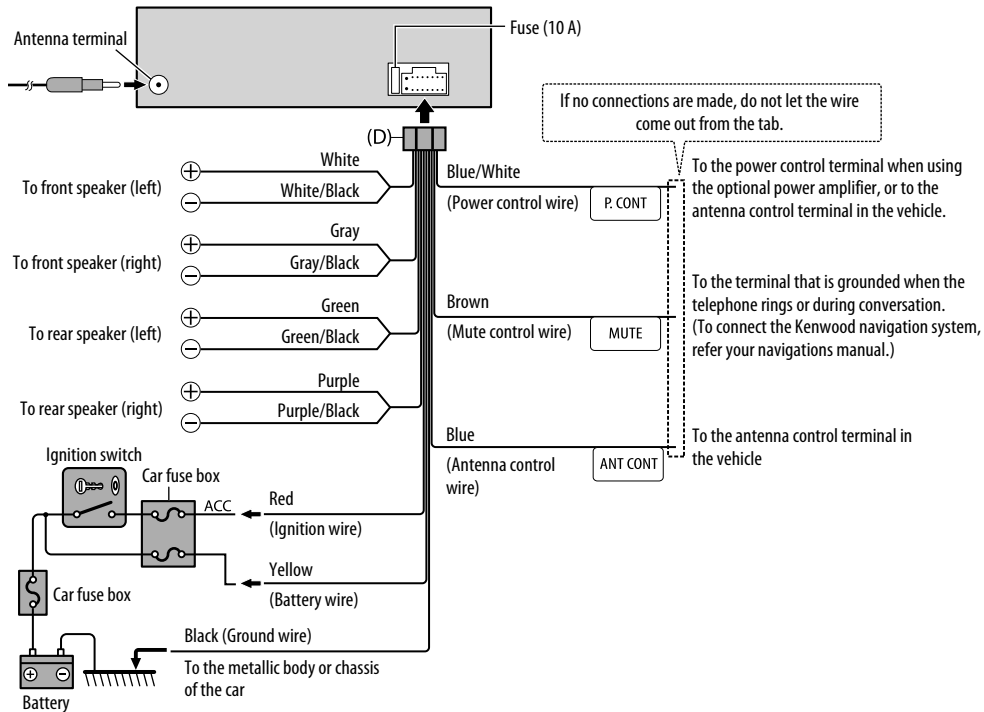 Antenna terminal
Fuse (10 A)
If no connections are made, do not let the wire
come out from the tab.
(D)
To front speaker (left)
+
−
White
White/Black
Blue/White
(Power control wire)
P. CONT
To the power control terminal when using
the optional power amplifier, or to the
antenna control terminal in the vehicle.
To front speaker (right)
+
−
Gray
Gray/Black
To rear speaker (left)
+
−
Green
Green/Black
Brown
(Mute control wire)
MUTE
To the terminal that is grounded when the
telephone rings or during conversation.
(To connect the Kenwood navigation system,
refer your navigations manual.)
To rear speaker (right)
+
−
Purple
Purple/Black
Blue
(Antenna control
wire)
ANT CONT
To the antenna control terminal in
the vehicle
Ignition switch
Car fuse box
ACC
Red
(Ignition wire)
Yellow
(Battery wire)
Car fuse box
Black (Ground wire)
To the metallic body or chassis
of the car
+
−
Battery